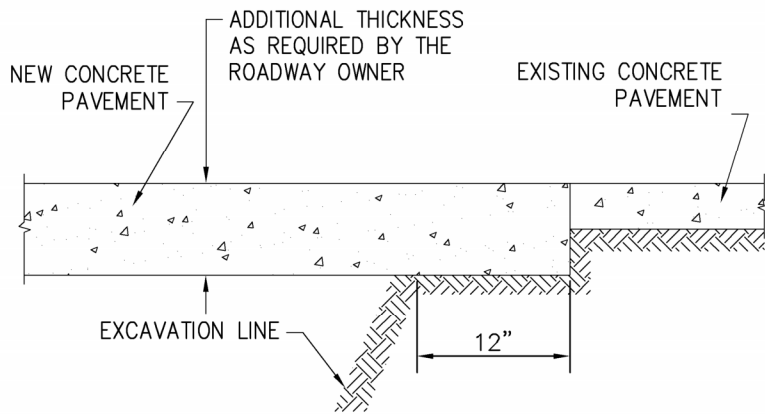 ADDITIONAL THICKNESS
AS REQUIRED BY THE
ROADWAY OWNER
NEW CONCRETE
PAVEMENT
EXISTING CONCRETE
PAVEMENT
EXCAVATION LINE
12"